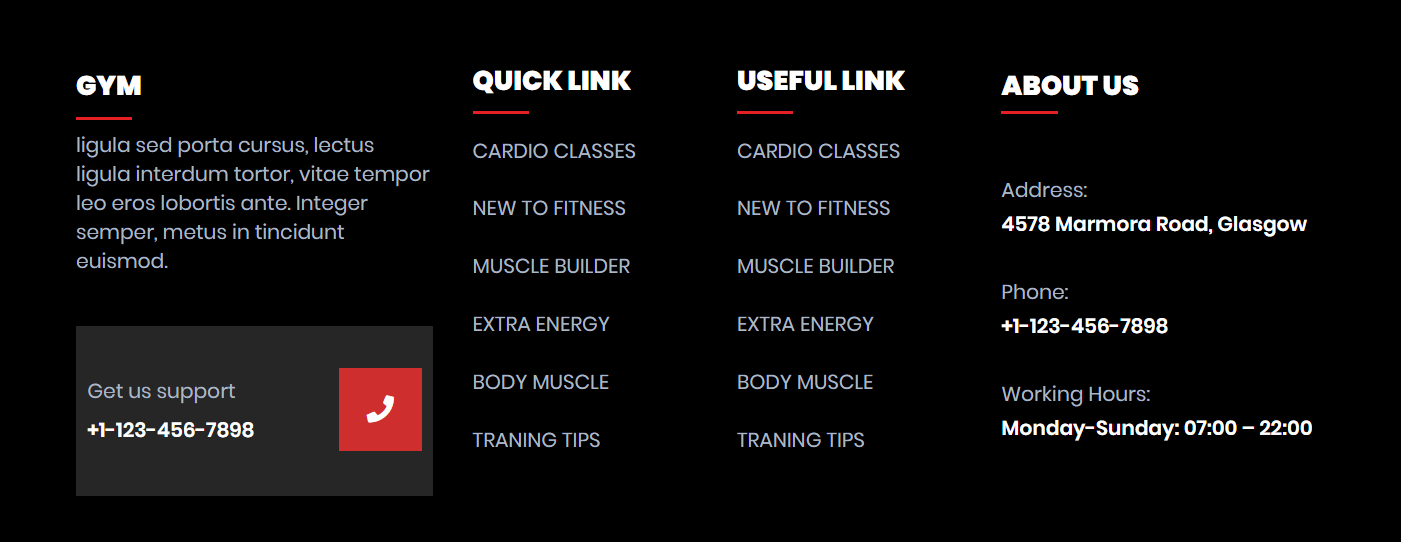 GYM
ligula sed porta cursus, lectus
ligula interdum tortor, vitae tempor
leo eros lobortis ante. Integer
semper, metus in tincidunt
euismod.
Get us support
+1-123-456-7898
QUICK LINK
CARDIO CLASSES
NEW TO FITNESS
MUSCLE BUILDER
EXTRA ENERGY
BODY MUSCLE
TRANING TIPS
USEFUL LINK
CARDIO CLASSES
NEW TO FITNESS
MUSCLE BUILDER
EXTRA ENERGY
BODY MUSCLE
TRANING TIPS
ABOUT US
Address:
4578 Marmora Road, Glasgow
Phone:
+1-123-456-7898
Working Hours:
Monday-Sunday: 07:00 – 22:00